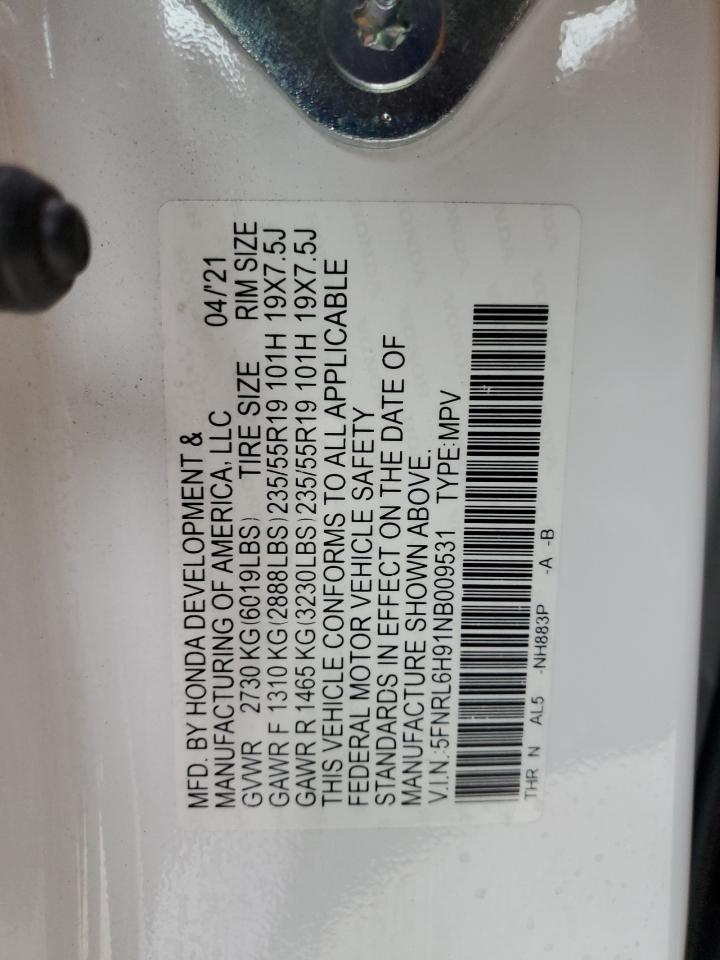 MFD. BY HONDA DEVELOPMENT &
MANUFACTURING OF AMERICA, LLC 04/'21
GVWR 2730 KG(6019LBS) TIRE SIZE RIM SIZE
GAWR F 1310 KG(2888LBS)235/55R19 101H 19X7.5J
GAWR R 1465 KG(3230LBS)235/55R19 101H 19X7.5J
THIS VEHICLE CONFORMS TO ALL APPLICABLE
FEDERAL MOTOR VEHICLE SAFETY
STANDARDS IN EFFECT ON THE DATE OF
MANUFACTURE SHOWN ABOVE.
V.I.N.:5FNRL6H91NB009531 TYPE:MPV
THR N AL5 -NH883P -A -B